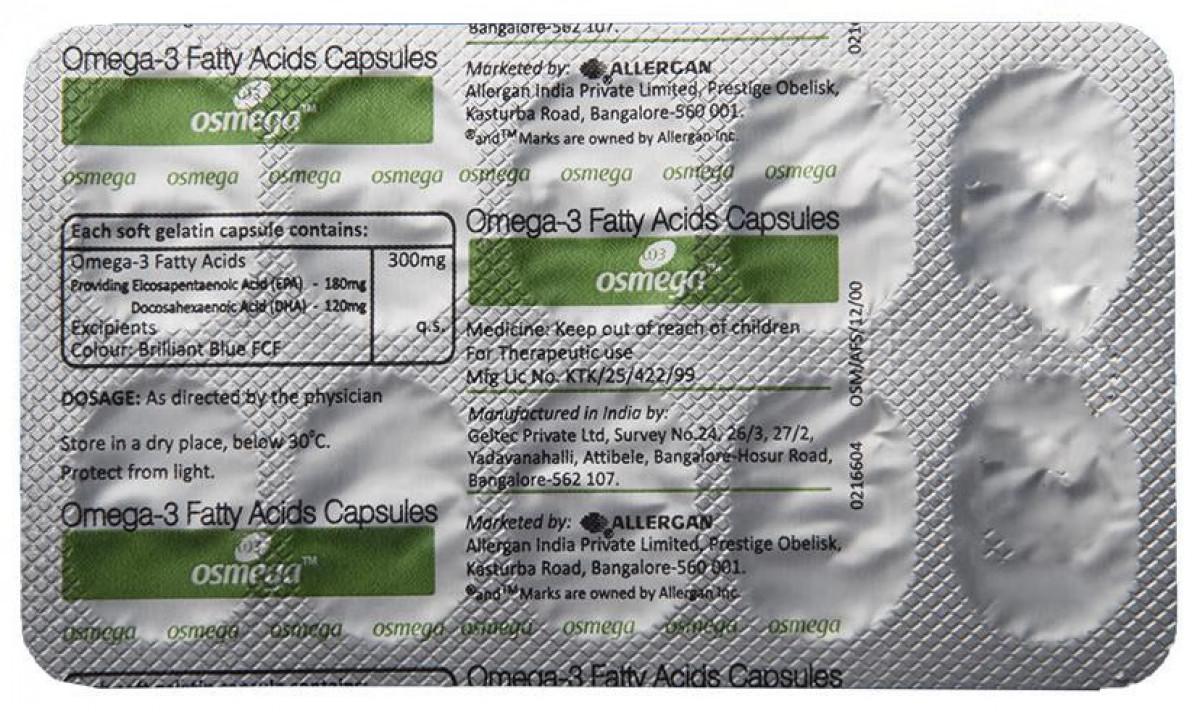 Omega-3 Fatty Acids Capsules
ω3
osmega™
osmega osmega osmega osmega
Each soft gelatin capsule contains:
Omega-3 Fatty Acids 300mg
Providing Eicosapentaenoic Acid (EPA) - 180mg
Docosahexaenoic Acid (DHA) - 120mg
Excipients q.s.
Colour: Brilliant Blue FCF
DOSAGE: As directed by the physician
Store in a dry place, below 30°C.
Protect from light.
Omega-3 Fatty Acids Capsules
ω3
osmega™
osmega osmega osmega osmega
Bangalore-562 107.
Marketed by: ALLERGAN
Allergan India Private Limited, Prestige Obelisk,
Kasturba Road, Bangalore-560 001.
®and™ Marks are owned by Allergan Inc.
osmega osmega osmega osmega
Omega-3 Fatty Acids Capsules
ω3
osmega™
Medicine: Keep out of reach of children
For Therapeutic use
Mfg Lic No. KTK/25/422/99
Manufactured in India by:
Geltec Private Ltd, Survey No.24, 26/3, 27/2,
Yadavanahalli, Attibele, Bangalore-Hosur Road,
Bangalore-562 107.
Marketed by: ® ALLERGAN
Allergan India Private Limited, Prestige Obelisk,
Kasturba Road, Bangalore-560 001.
®and™ Marks are owned by Allergan Inc.
osmega osmega osmega osmega
Omega-3 Fatty Acids Capsules
0216604 OSM/AFS/12/00